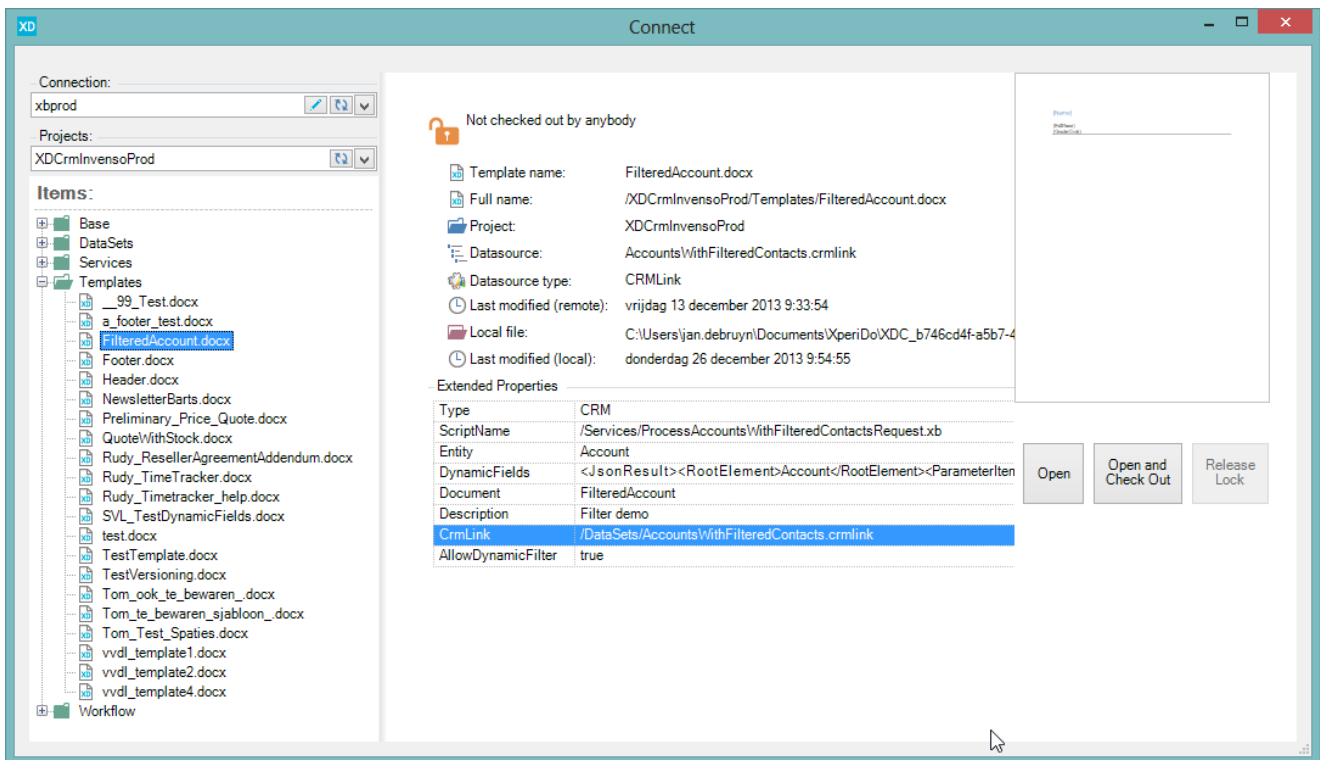 XD
Connect
Connection:
xbprod
Projects:
XDCrmInvensoProd
Items:
Base
DataSets
Services
Templates
__99_Test.docx
a_footer_test.docx
FilteredAccount.docx
Footer.docx
Header.docx
NewsletterBarts.docx
Preliminary_Price_Quote.docx
QuoteWithStock.docx
Rudy_ResellerAgreementAddendum.docx
Rudy_TimeTracker.docx
Rudy_Timetracker_help.docx
SVL_TestDynamicFields.docx
test.docx
TestTemplate.docx
TestVersioning.docx
Tom_ook_te_bewaren_.docx
Tom_te_bewaren_sjabloon_.docx
Tom_Test_Spaties.docx
vvdl_template1.docx
vvdl_template2.docx
vvdl_template4.docx
Workflow
Not checked out by anybody
Template name: FilteredAccount.docx
Full name: /XDCrmInvensoProd/Templates/FilteredAccount.docx
Project: XDCrmInvensoProd
Datasource: AccountsWithFilteredContacts.crmlink
Datasource type: CRMLink
Last modified (remote): vrijdag 13 december 2013 9:33:54
Local file: C:\Users\jan.debruyn\Documents\XperiDo\XDC_b746cd4f-a5b7-4
Last modified (local): donderdag 26 december 2013 9:54:55
Extended Properties
Type CRM
ScriptName /Services/ProcessAccountsWithFilteredContactsRequest.xb
Entity Account
DynamicFields <JsonResult><RootElement>Account</RootElement><ParameterItem
Document FilteredAccount
Description Filter demo
CrmLink /DataSets/AccountsWithFilteredContacts.crmlink
AllowDynamicFilter true
[Name]
Open
Open and
Check Out
Release
Lock